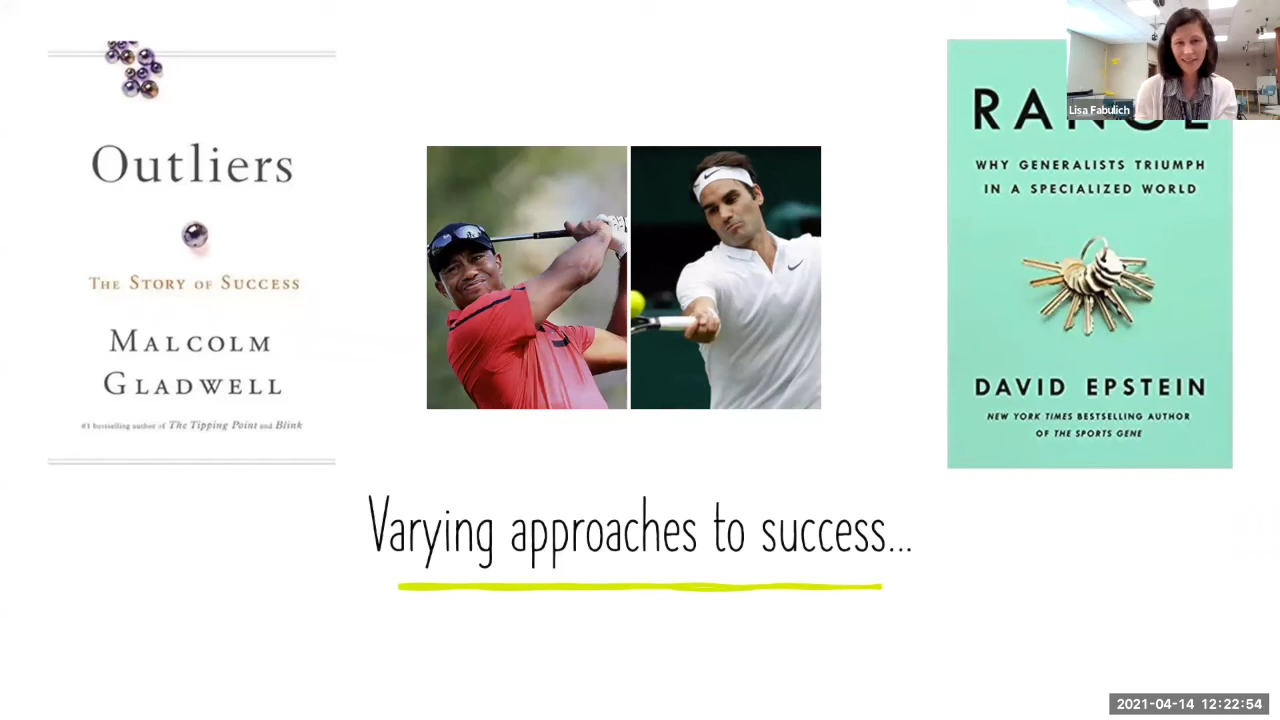 Outliers
THE STORY OF SUCCESS
MALCOLM
GLADWELL
#1 bestselling author of The Tipping Point and Blink
Lisa Fabulich
WHY GENERALISTS TRIUMPH
IN A SPECIALIZED WORLD
DAVID EPSTEIN
NEW YORK TIMES BESTSELLING AUTHOR
OF THE SPORTS GENE
Varying approaches to success...
2021-04-14 12:22:54